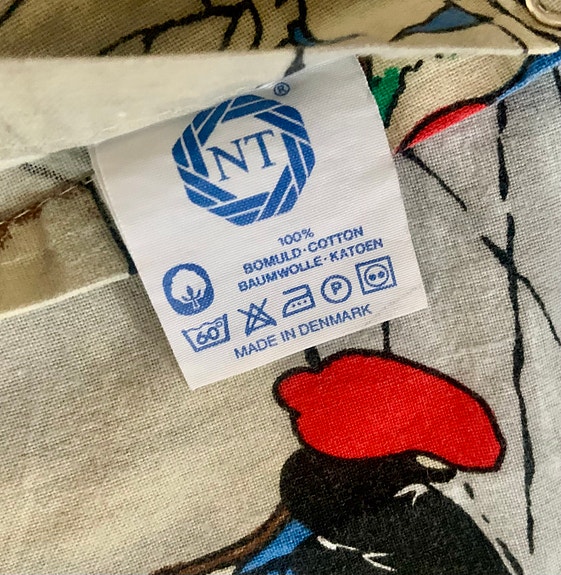 ®
NT
100%
BOMULD·COTTON
BAUMWOLLE·KATOEN
60° P
MADE IN DENMARK